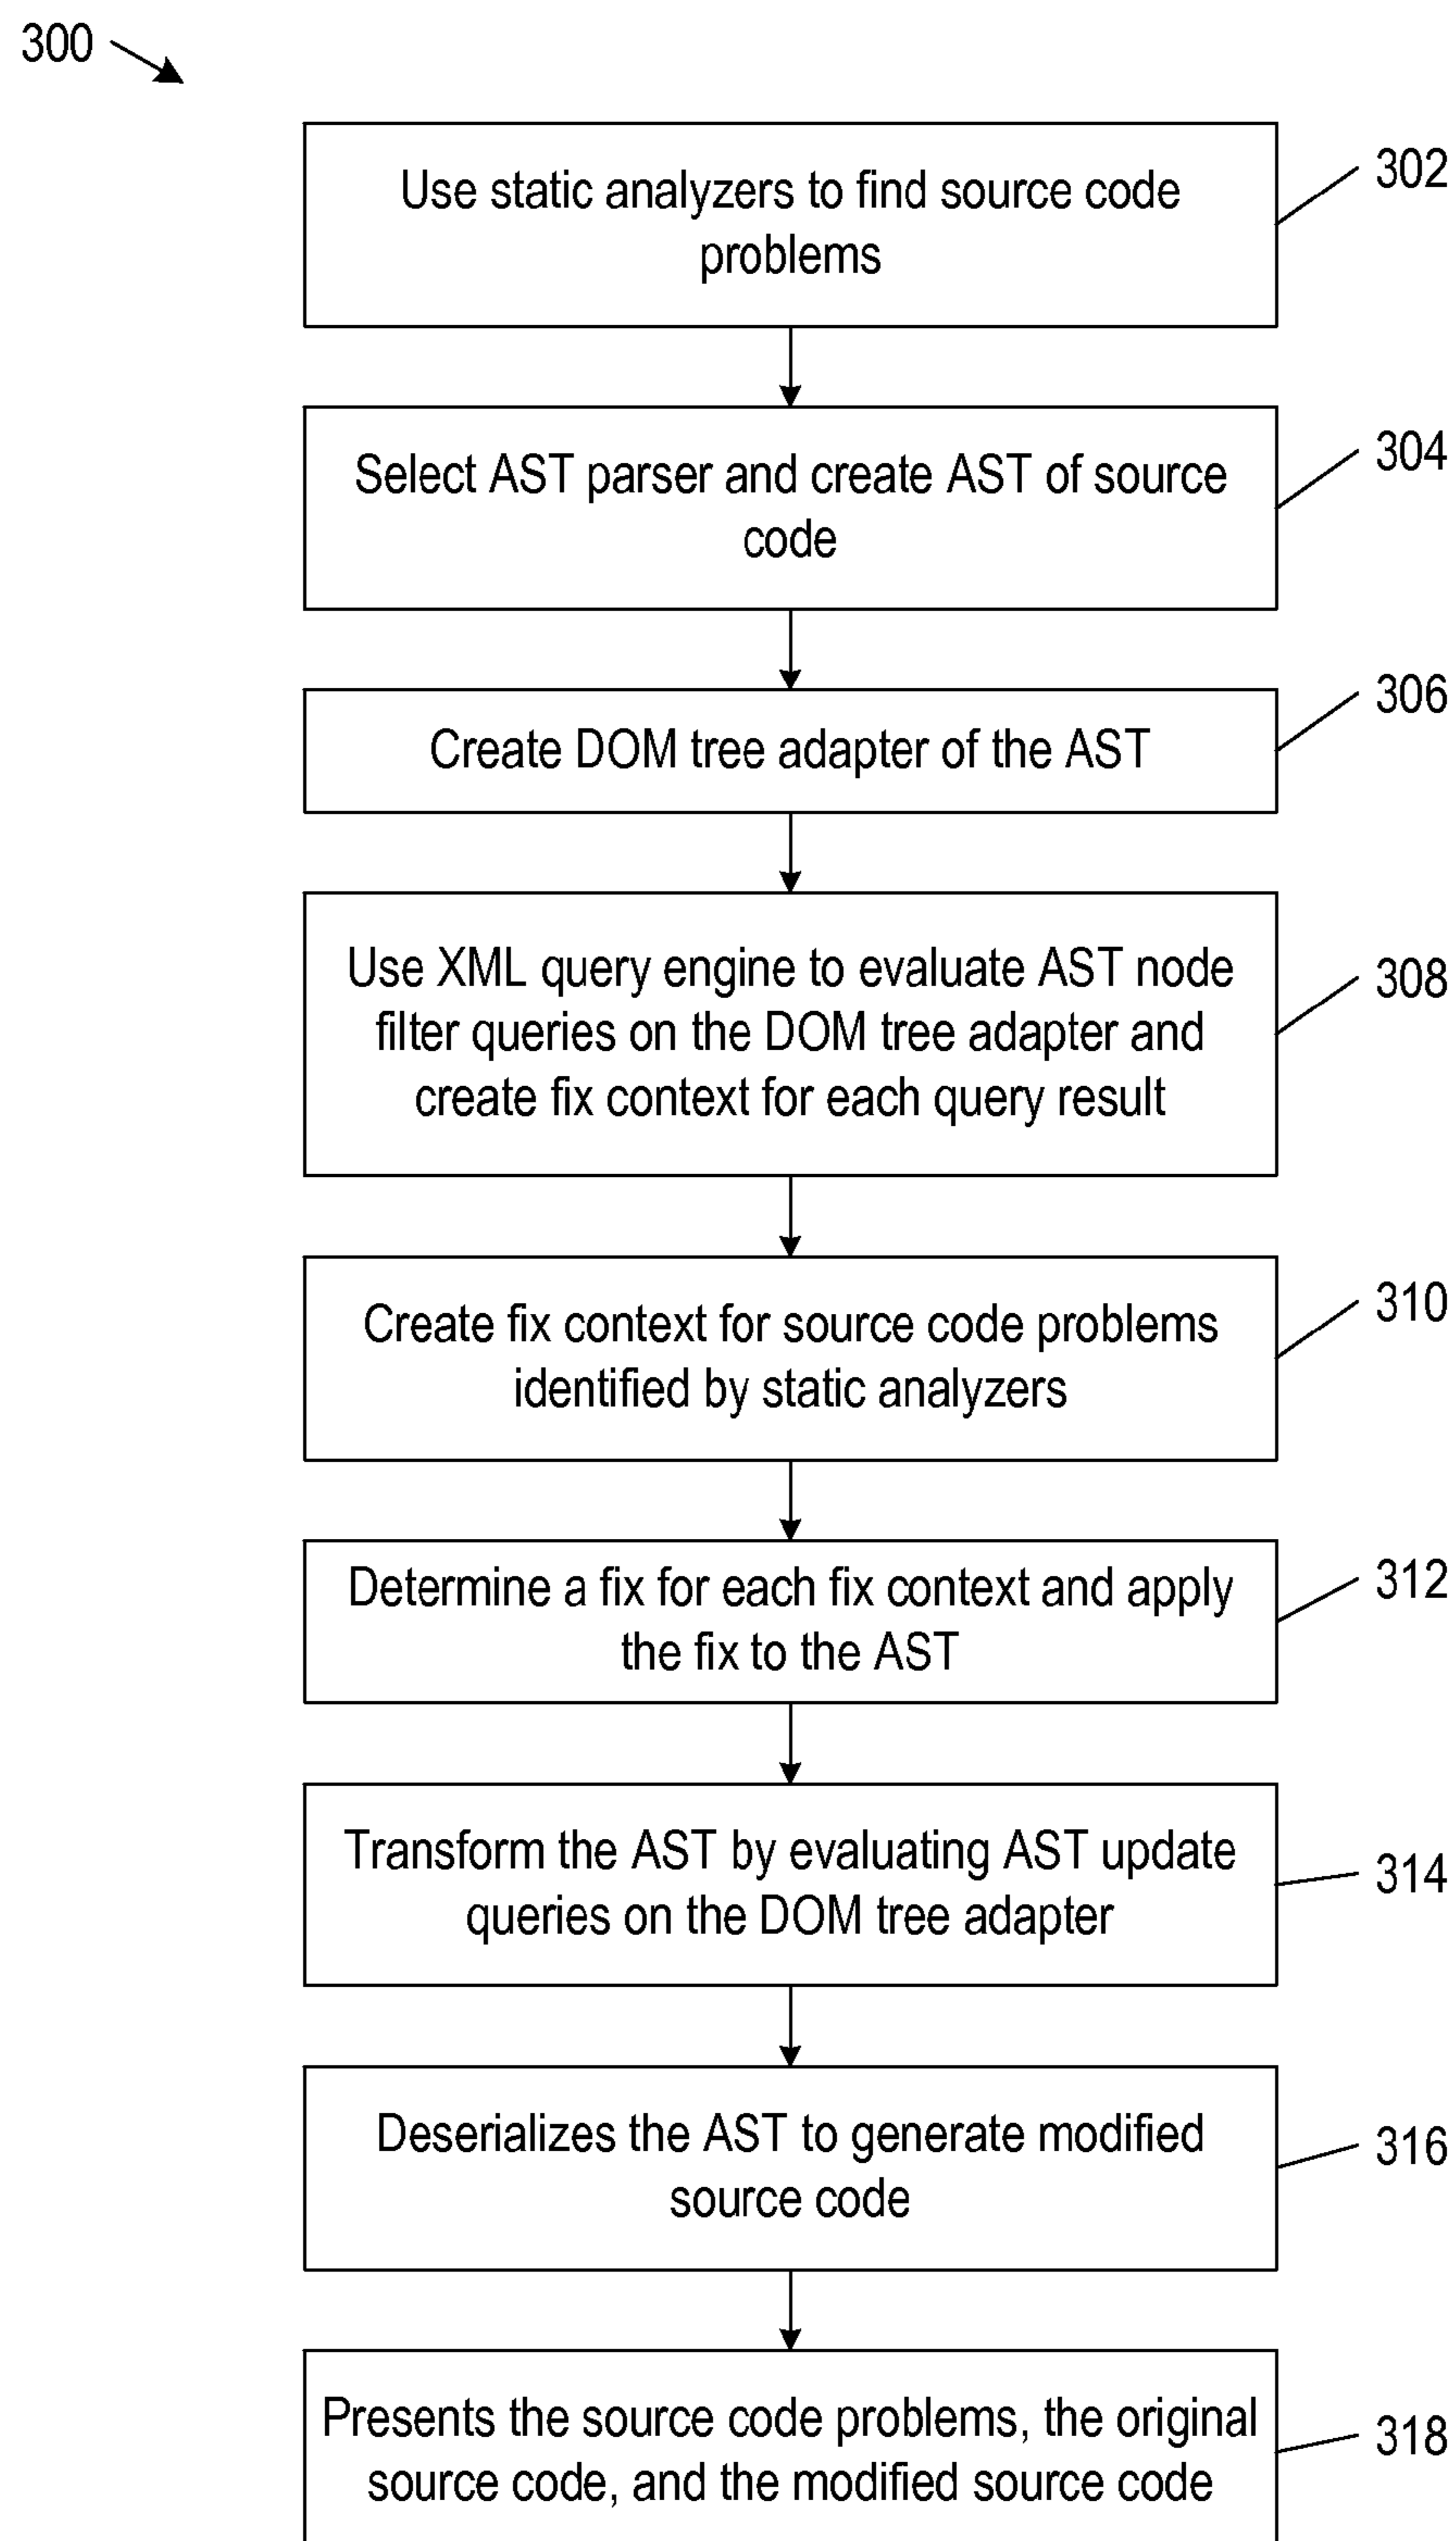 300
Use static analyzers to find source code
problems
302
Select AST parser and create AST of source
code
304
Create DOM tree adapter of the AST
306
Use XML query engine to evaluate AST node
filter queries on the DOM tree adapter and
create fix context for each query result
308
Create fix context for source code problems
identified by static analyzers
310
Determine a fix for each fix context and apply
the fix to the AST
312
Transform the AST by evaluating AST update
queries on the DOM tree adapter
314
Deserializes the AST to generate modified
source code
316
Presents the source code problems, the original
source code, and the modified source code
318